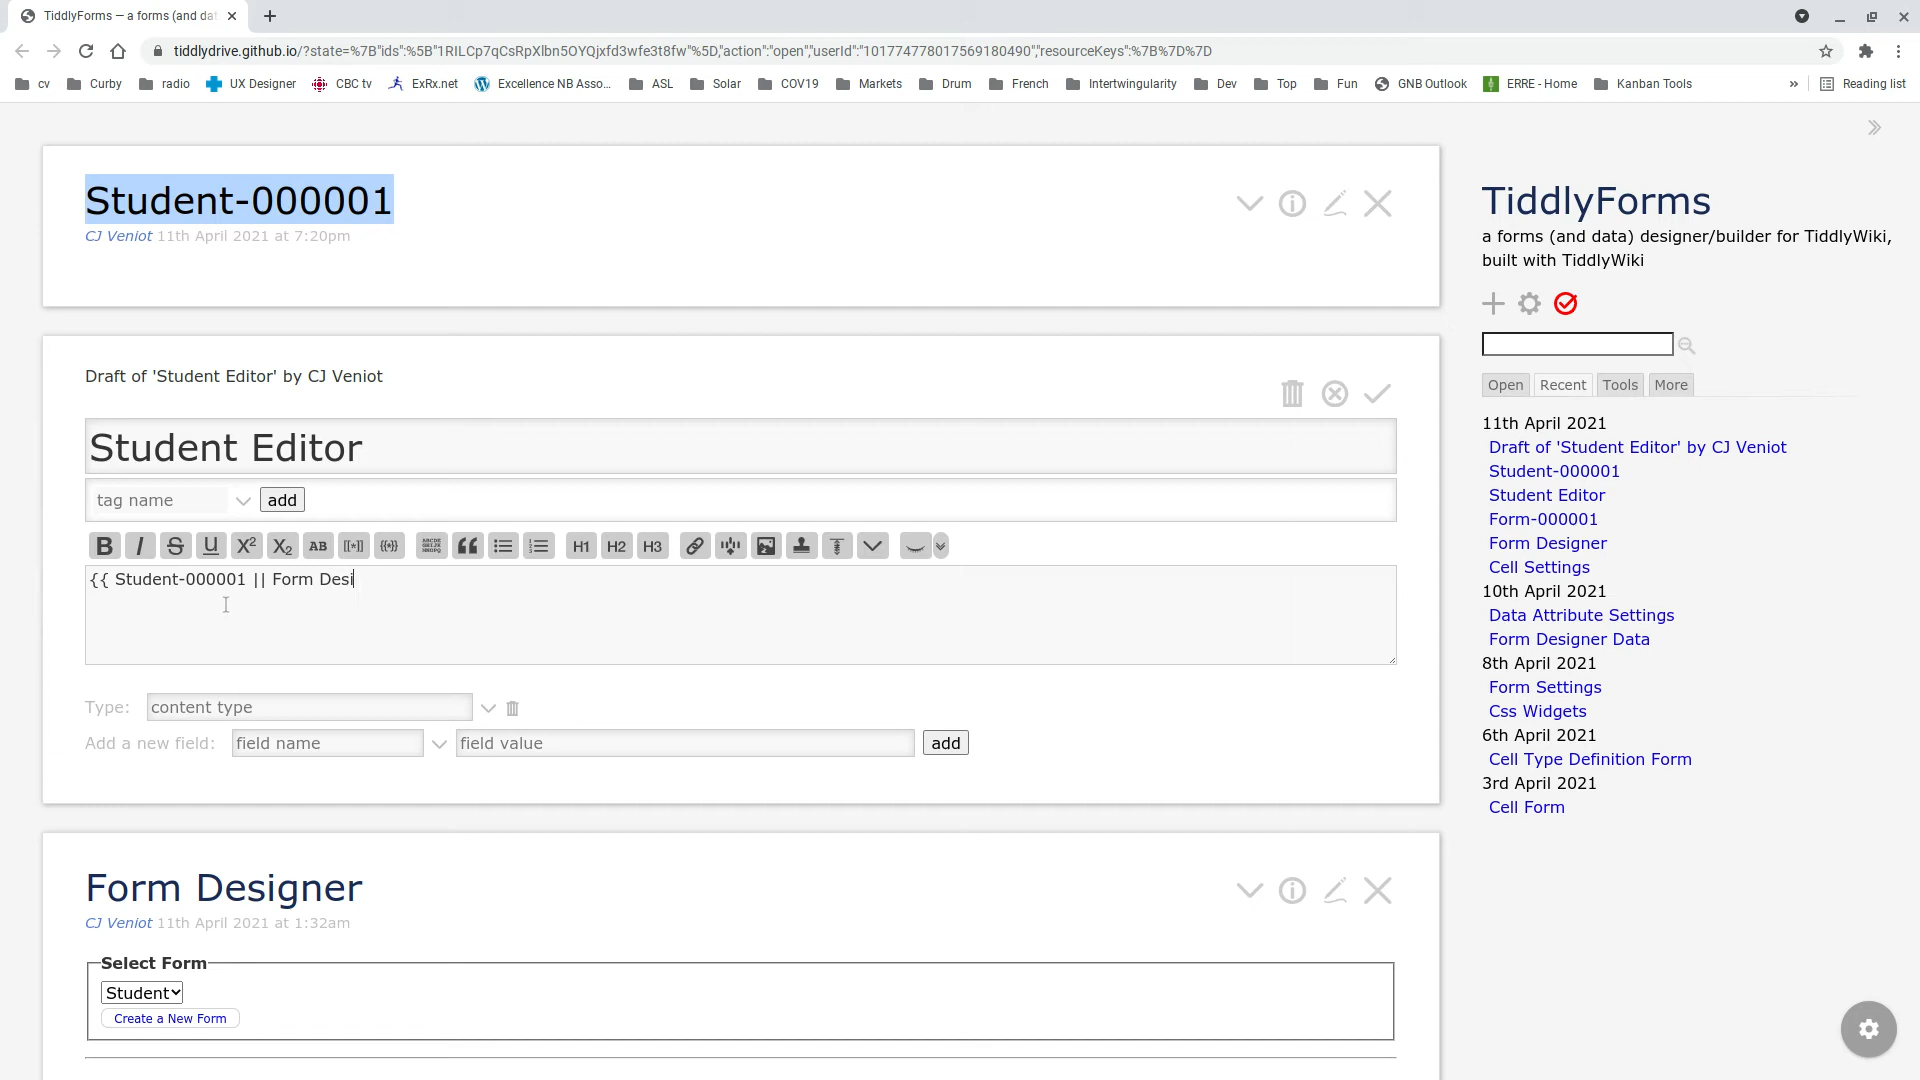 TiddlyForms — a forms (and dat
tiddlydrive.github.io/?state=%7B"ids":%5B"1RILCp7qCsRpXlbn5OYQjxfd3wfe3t8fw"%5D,"action":"open","userId":"101774778017569180490","resourceKeys":%7B%7D%7D
cv Curby radio UX Designer CBC tv ExRx.net Excellence NB Asso... ASL Solar COV19 Markets Drum French Intertwingularity Dev Top Fun GNB Outlook ERRE - Home Kanban Tools » Reading list
Student-000001
CJ Veniot 11th April 2021 at 7:20pm
Draft of 'Student Editor' by CJ Veniot
Student Editor
tag name add
B I S U X² X₂ AB [[*]] {{*}} H1 H2 H3
{{ Student-000001 || Form Desi
Type: content type
Add a new field: field name field value add
Form Designer
CJ Veniot 11th April 2021 at 1:32am
Select Form
Student
Create a New Form
TiddlyForms
a forms (and data) designer/builder for TiddlyWiki,
built with TiddlyWiki
Open Recent Tools More
11th April 2021
Draft of 'Student Editor' by CJ Veniot
Student-000001
Student Editor
Form-000001
Form Designer
Cell Settings
10th April 2021
Data Attribute Settings
Form Designer Data
8th April 2021
Form Settings
Css Widgets
6th April 2021
Cell Type Definition Form
3rd April 2021
Cell Form